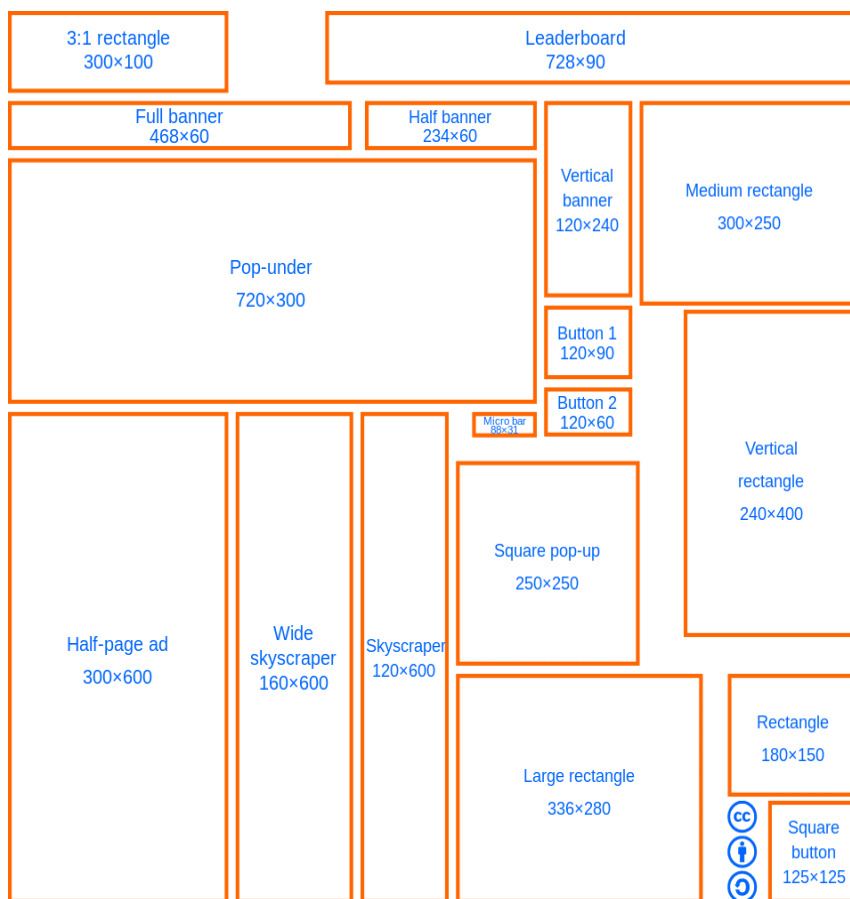 3:1 rectangle
300×100
Leaderboard
728×90
Full banner
468×60
Half banner
234×60
Vertical
banner
120×240
Medium rectangle
300×250
Pop-under
720×300
Button 1
120×90
Button 2
120×60
Micro bar
88×31
Vertical
rectangle
240×400
Square pop-up
250×250
Half-page ad
300×600
Wide
skyscraper
160×600
Skyscraper
120×600
Large rectangle
336×280
Rectangle
180×150
cc
Square
button
125×125